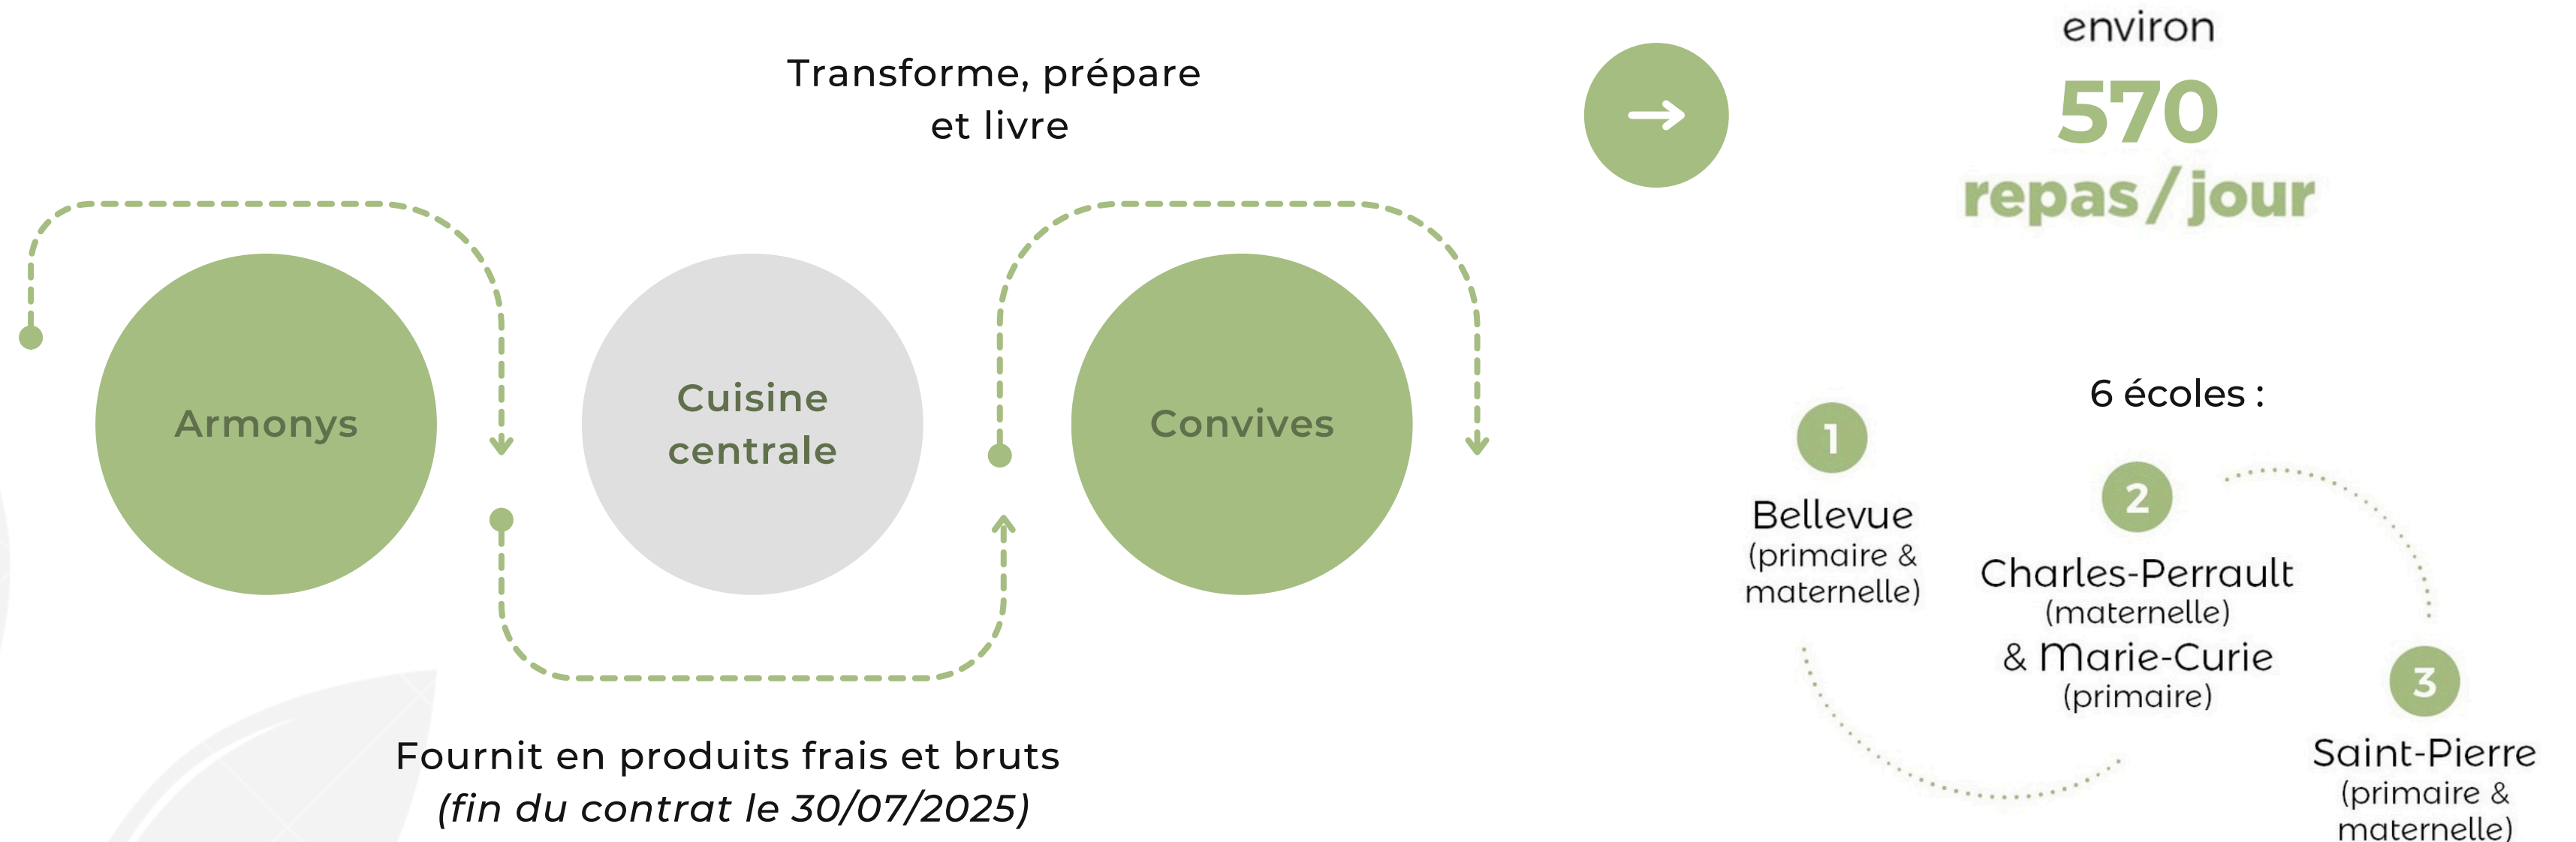 Transforme, prépare
et livre
Armonys
Cuisine
centrale
Convives
Fournit en produits frais et bruts
(fin du contrat le 30/07/2025)
environ
570
repas/jour
6 écoles :
1
Bellevue
(primaire &
maternelle)
2
Charles-Perrault
(maternelle)
& Marie-Curie
(primaire)
3
Saint-Pierre
(primaire &
maternelle)